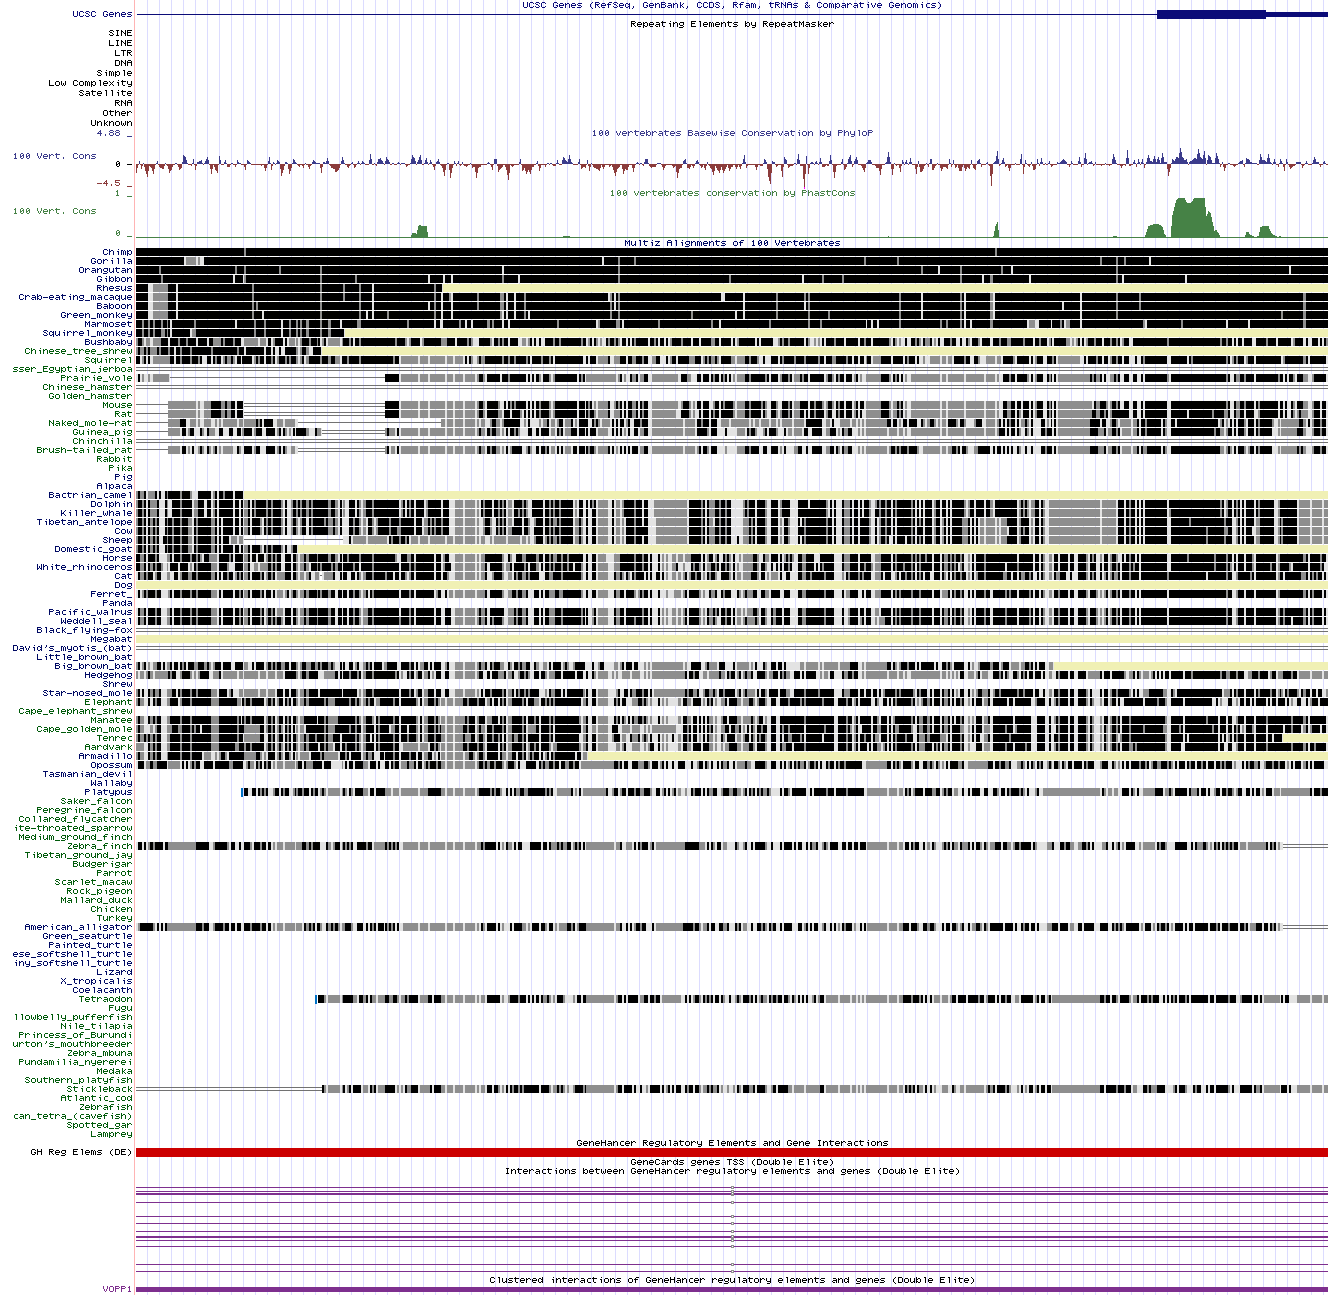 UCSC Genes (RefSeq, GenBank, CCDS, Rfam, tRNAs & Comparative Genomics)
UCSC Genes
Repeating Elements by RepeatMasker
SINE
LINE
LTR
DNA
Simple
Low Complexity
Satellite
RNA
Other
Unknown
4.88 _
100 vertebrates Basewise Conservation by PhyloP
100 Vert. Cons
0 _
-4.5 _
100 vertebrates conservation by PhastCons
1 _
100 Vert. Cons
0 _
Multiz Alignments of 100 Vertebrates
Chimp
Gorilla
Orangutan
Gibbon
Rhesus
Crab-eating_macaque
Baboon
Green_monkey
Marmoset
Squirrel_monkey
Bushbaby
Chinese_tree_shrew
Squirrel
sser_Egyptian_jerboa
Prairie_vole
Chinese_hamster
Golden_hamster
Mouse
Rat
Naked_mole-rat
Guinea_pig
Chinchilla
Brush-tailed_rat
Rabbit
Pika
Pig
Alpaca
Bactrian_camel
Dolphin
Killer_whale
Tibetan_antelope
Cow
Sheep
Domestic_goat
Horse
White_rhinoceros
Cat
Dog
Ferret_
Panda
Pacific_walrus
Weddell_seal
Black_flying-fox
Megabat
David's_myotis_(bat)
Little_brown_bat
Big_brown_bat
Hedgehog
Shrew
Star-nosed_mole
Elephant
Cape_elephant_shrew
Manatee
Cape_golden_mole
Tenrec
Aardvark
Armadillo
Opossum
Tasmanian_devil
Wallaby
Platypus
Saker_falcon
Peregrine_falcon
Collared_flycatcher
ite-throated_sparrow
Medium_ground_finch
Zebra_finch
Tibetan_ground_jay
Budgerigar
Parrot
Scarlet_macaw
Rock_pigeon
Mallard_duck
Chicken
Turkey
American_alligator
Green_seaturtle
Painted_turtle
ese_softshell_turtle
iny_softshell_turtle
Lizard
X_tropicalis
Coelacanth
Tetraodon
Fugu
llowbelly_pufferfish
Nile_tilapia
Princess_of_Burundi
urton's_mouthbreeder
Zebra_mbuna
Pundamilia_nyererei
Medaka
Southern_platyfish
Stickleback
Atlantic_cod
Zebrafish
can_tetra_(cavefish)
Spotted_gar
Lamprey
GeneHancer Regulatory Elements and Gene Interactions
GH Reg Elems (DE)
GeneCards genes TSS (Double Elite)
Interactions between GeneHancer regulatory elements and genes (Double Elite)
Clustered interactions of GeneHancer regulatory elements and genes (Double Elite)
VOPP1